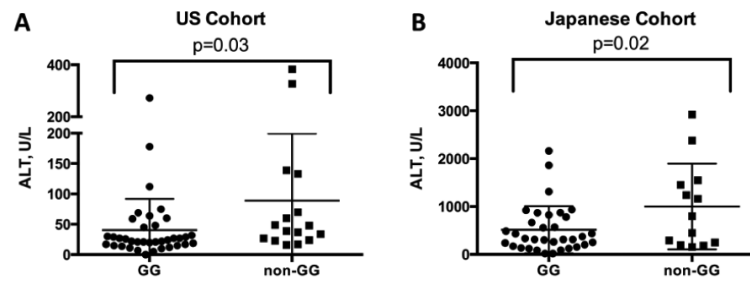 A
US Cohort
p=0.03
ALT, U/L
400
200
200
150
100
50
0
GG
non-GG
B
Japanese Cohort
p=0.02
ALT, U/L
4000
3000
2000
1000
0
GG
non-GG